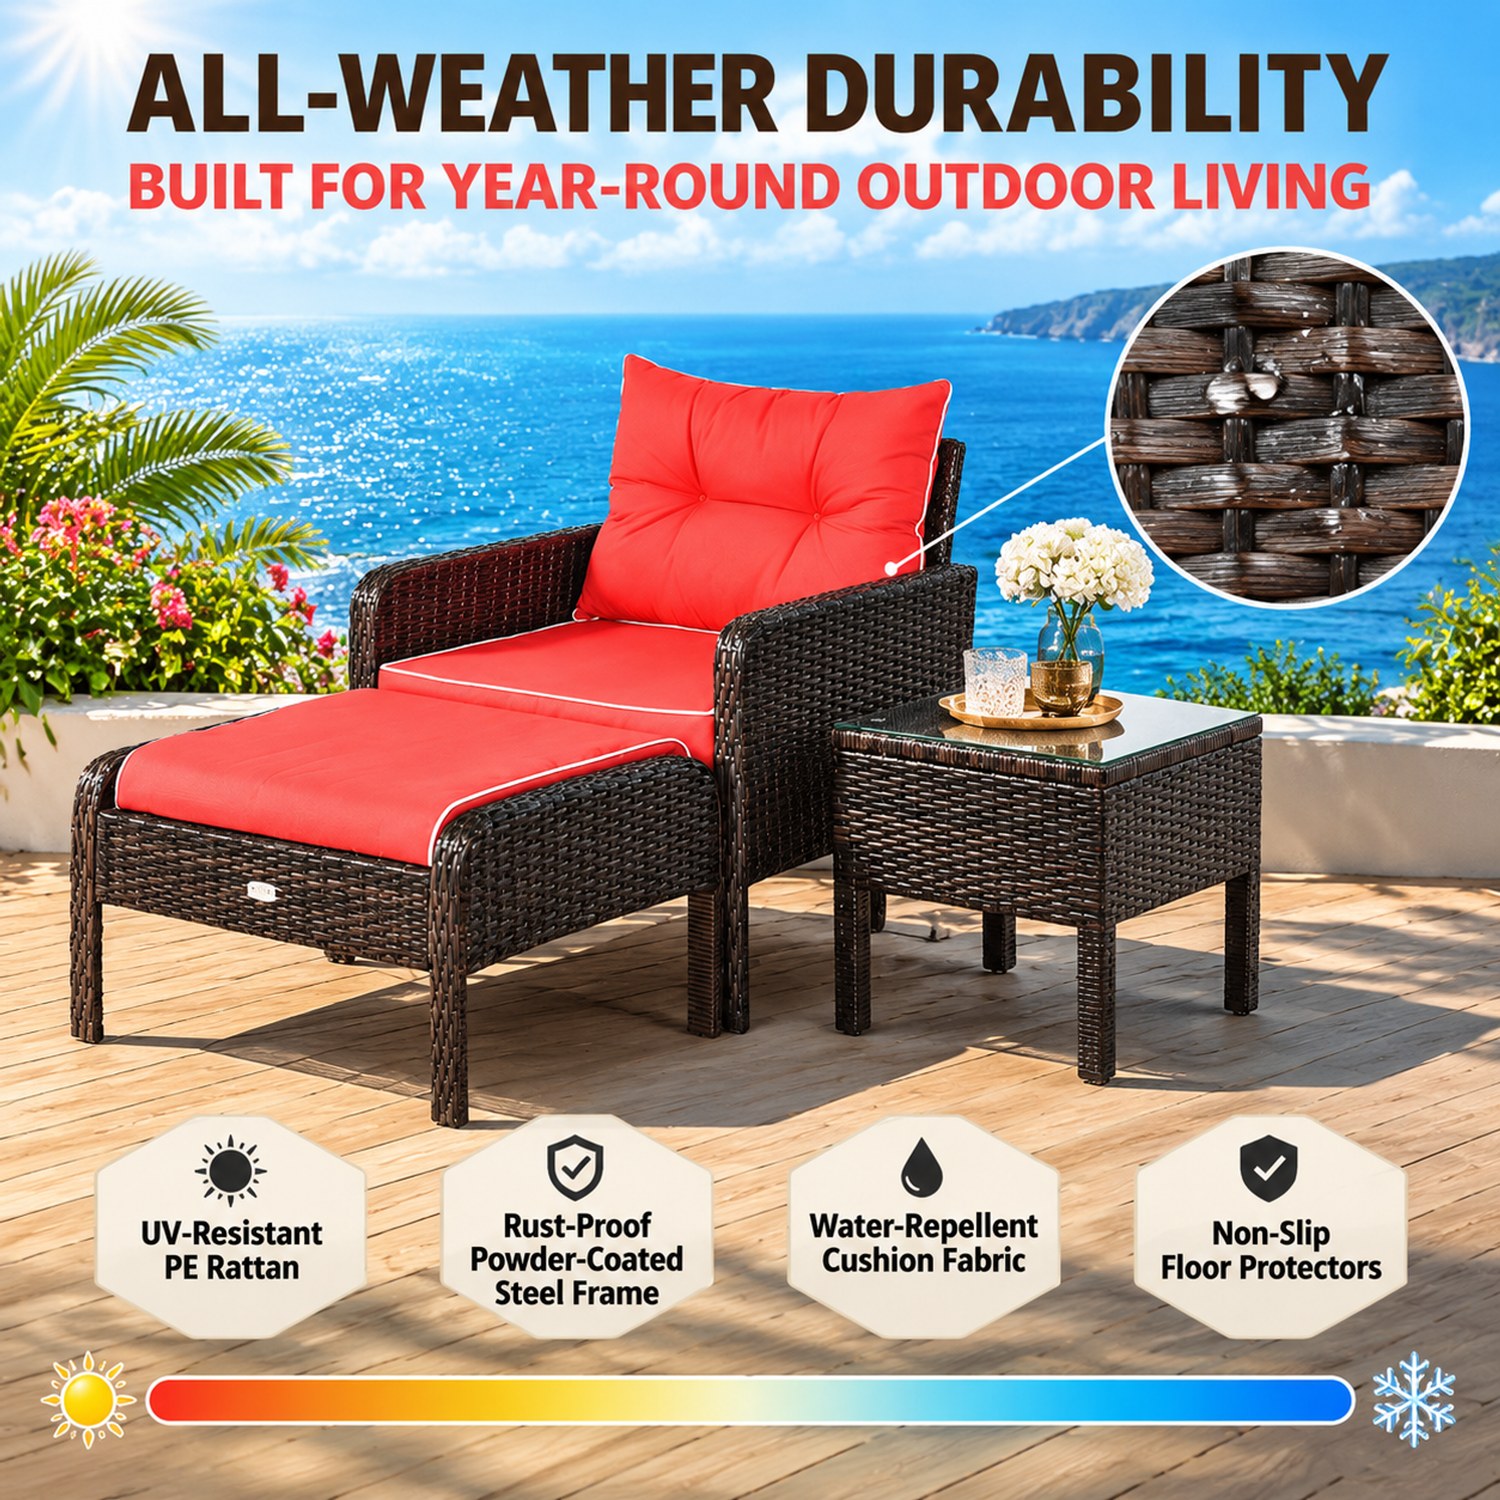 ALL-WEATHER DURABILITY
BUILT FOR YEAR-ROUND OUTDOOR LIVING
UV-Resistant
PE Rattan
Rust-Proof
Powder-Coated
Steel Frame
Water-Repellent
Cushion Fabric
Non-Slip
Floor Protectors